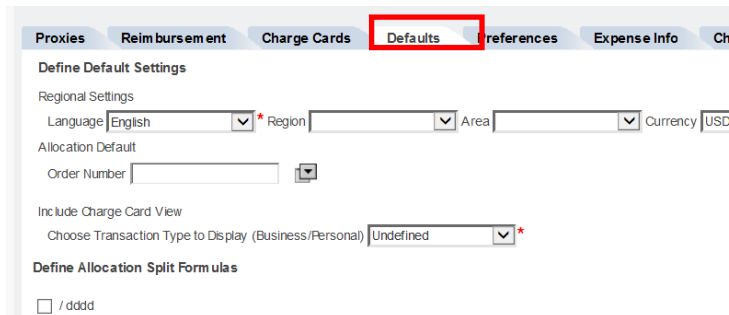 Proxies Reimbursement Charge Cards Defaults Preferences Expense Info Ch
Define Default Settings
Regional Settings
Language English * Region Area Currency USD
Allocation Default
Order Number
Include Charge Card View
Choose Transaction Type to Display (Business/Personal) Undefined *
Define Allocation Split Formulas
/ dddd